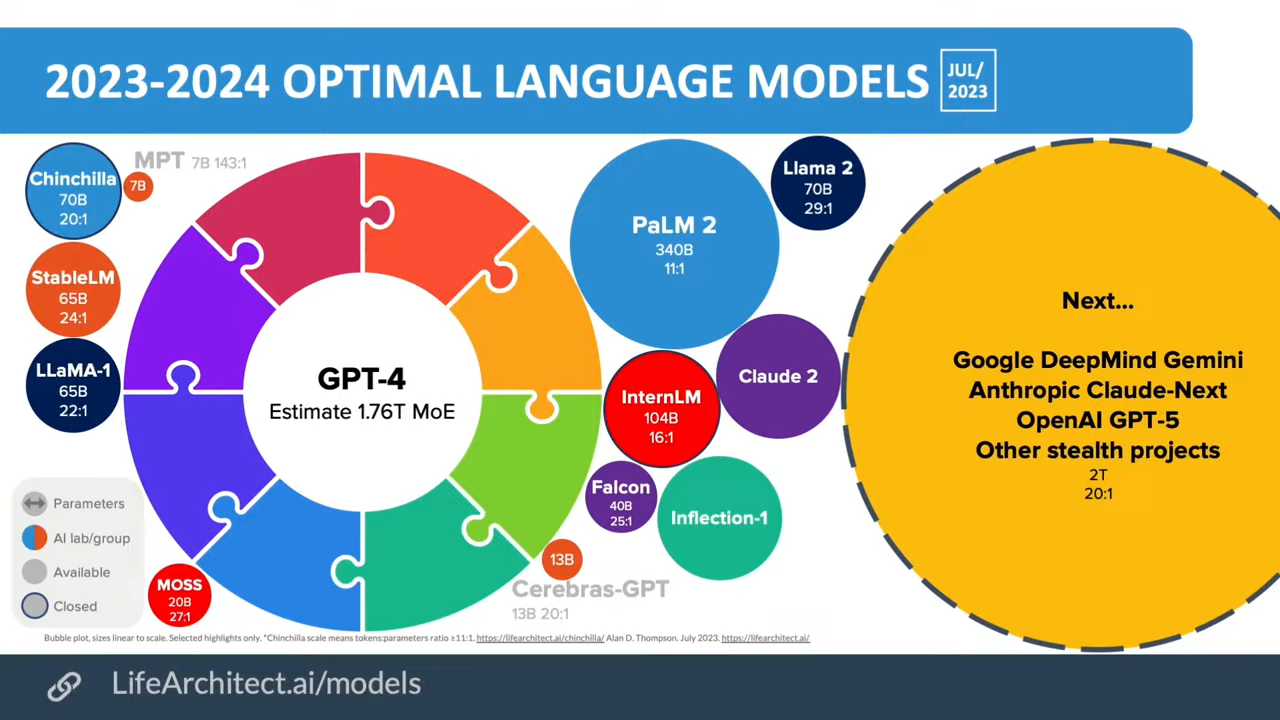 2023-2024 OPTIMAL LANGUAGE MODELS
JUL/
2023
Chinchilla
70B
20:1
MPT 7B 143:1
7B
StableLM
65B
24:1
LLaMA-1
65B
22:1
GPT-4
Estimate 1.76T MoE
PaLM 2
340B
11:1
Llama 2
70B
29:1
Claude 2
InternLM
104B
16:1
Falcon
40B
25:1
Inflection-1
13B
Cerebras-GPT
13B 20:1
MOSS
20B
27:1
Next...
Google DeepMind Gemini
Anthropic Claude-Next
OpenAI GPT-5
Other stealth projects
2T
20:1
Parameters
AI lab/group
Available
Closed
Bubble plot, sizes linear to scale. Selected highlights only. *Chinchilla scale means tokens:parameters ratio ≥11:1. https://lifearchitect.ai/chinchilla/ Alan D. Thompson. July 2023. https://lifearchitect.ai/
LifeArchitect.ai/models